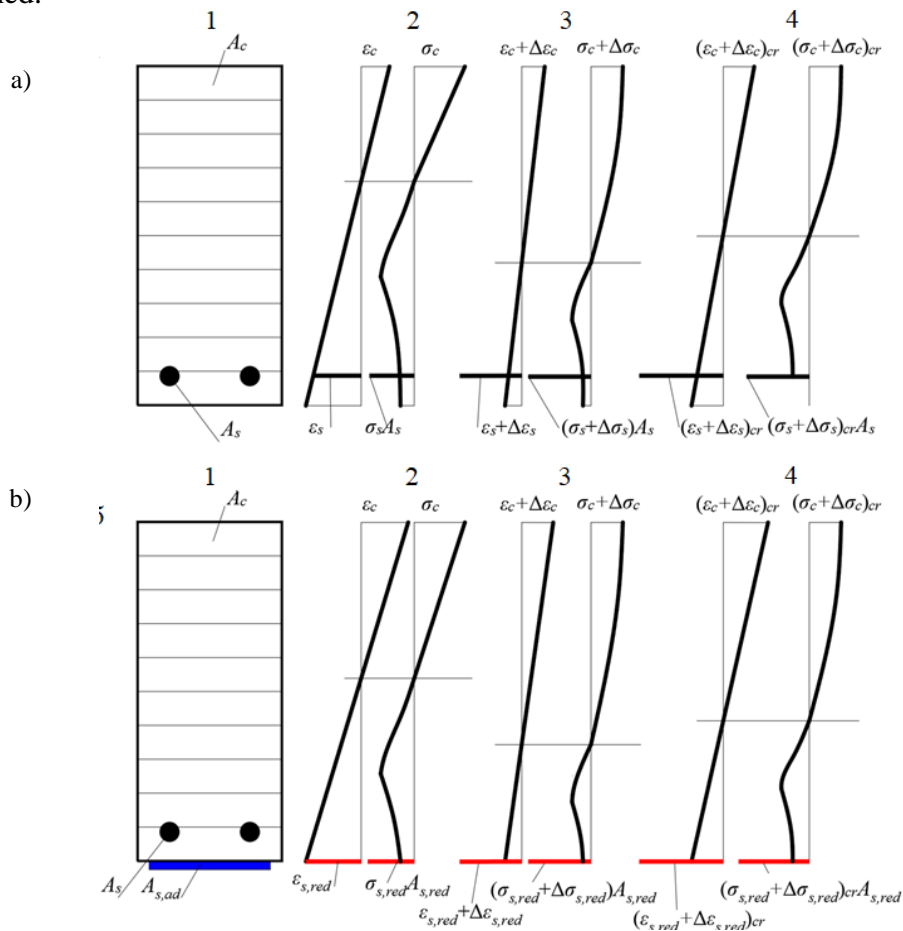 ned.
1 2 3 4
a)
A_c ε_c σ_c ε_c+Δε_c σ_c+Δσ_c (ε_c+Δε_c)_cr (σ_c+Δσ_c)_cr
A_s ε_s σ_sA_s ε_s+Δε_s (σ_s+Δσ_s)A_s (ε_s+Δε_s)_cr (σ_s+Δσ_s)_crA_s
1 2 3 4
b)
A_c ε_c σ_c ε_c+Δε_c σ_c+Δσ_c (ε_c+Δε_c)_cr (σ_c+Δσ_c)_cr
A_s A_s,ad ε_s,red σ_s,redA_s,red (σ_s,red+Δσ_s,red)A_s,red (σ_s,red+Δσ_s,red)_crA_s,red
ε_s,red+Δε_s,red (ε_s,red+Δε_s,red)_cr